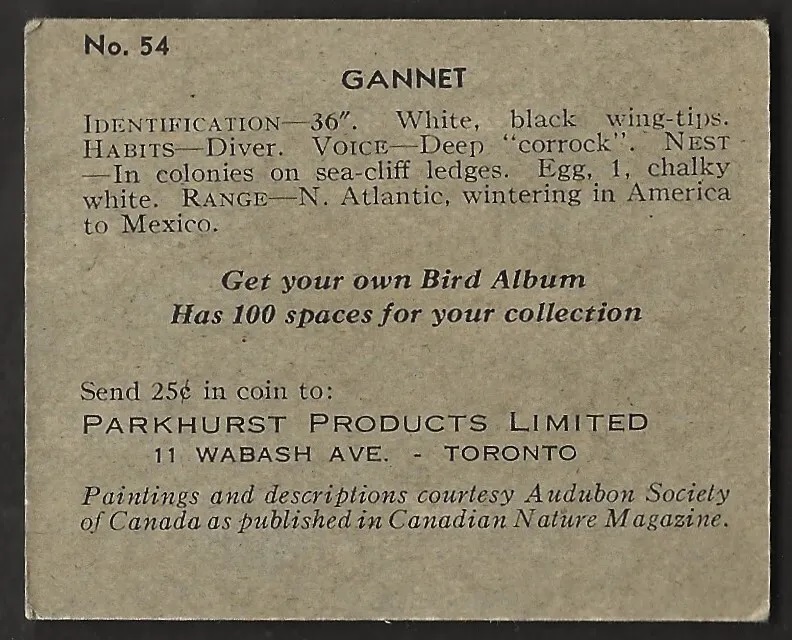 No. 54
GANNET
IDENTIFICATION—36″. White, black wing-tips.
HABITS—Diver. VOICE—Deep "corrock". NEST
—In colonies on sea-cliff ledges. Egg, 1, chalky
white. RANGE—N. Atlantic, wintering in America
to Mexico.
Get your own Bird Album
Has 100 spaces for your collection
Send 25¢ in coin to:
PARKHURST PRODUCTS LIMITED
11 WABASH AVE. - TORONTO
Paintings and descriptions courtesy Audubon Society
of Canada as published in Canadian Nature Magazine.